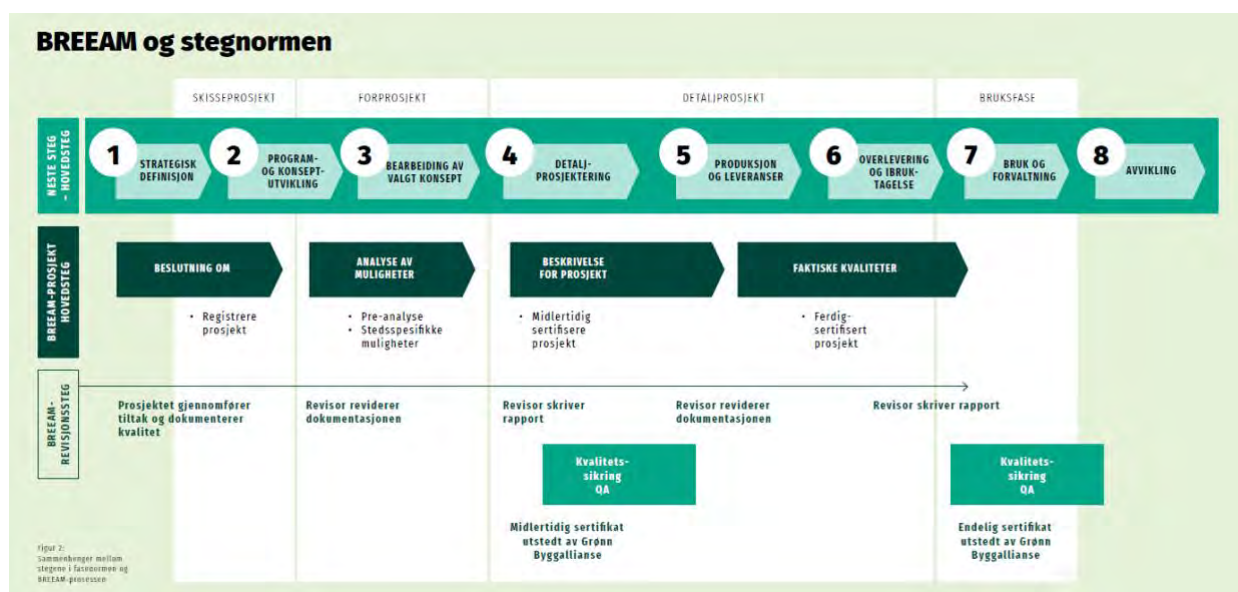 BREEAM og stegnormen
SKISSEPROSJEKT
FORPROSJEKT
DETALJPROSJEKT
BRUKSFASE
NESTE STEG
– HOVEDSTEG
1
STRATEGISK
DEFINISJON
2
PROGRAM-
OG KONSEPT-
UTVIKLING
3
BEARBEIDING AV
VALGT KONSEPT
4
DETALJ-
PROSJEKTERING
5
PRODUKSJON
OG LEVERANSER
6
OVERLEVERING
OG IBRUK-
TAGELSE
7
BRUK OG
FORVALTNING
8
AVVIKLING
BREEAM-PROSJEKT
HOVEDSTEG
BESLUTNING OM
ANALYSE AV
MULIGHETER
BESKRIVELSE
FOR PROSJEKT
FAKTISKE KVALITETER
• Registrere
prosjekt
• Pre-analyse
• Stedsspesifikke
muligheter
• Midlertidig
sertifisere
prosjekt
• Ferdig-
sertifisert
prosjekt
BREEAM-
REVISJONSSTEG
Prosjektet gjennomfører
tiltak og dokumenterer
kvalitet
Revisor reviderer
dokumentasjonen
Revisor skriver
rapport
Revisor reviderer
dokumentasjonen
Revisor skriver rapport
Kvalitets-
sikring
QA
Kvalitets-
sikring
QA
Midlertidig sertifikat
utstedt av Grønn
Byggallianse
Endelig sertifikat
utstedt av Grønn
Byggallianse
Figur 2:
Sammenhenger mellom
stegene i fasenormen og
BREEAM-prosessen